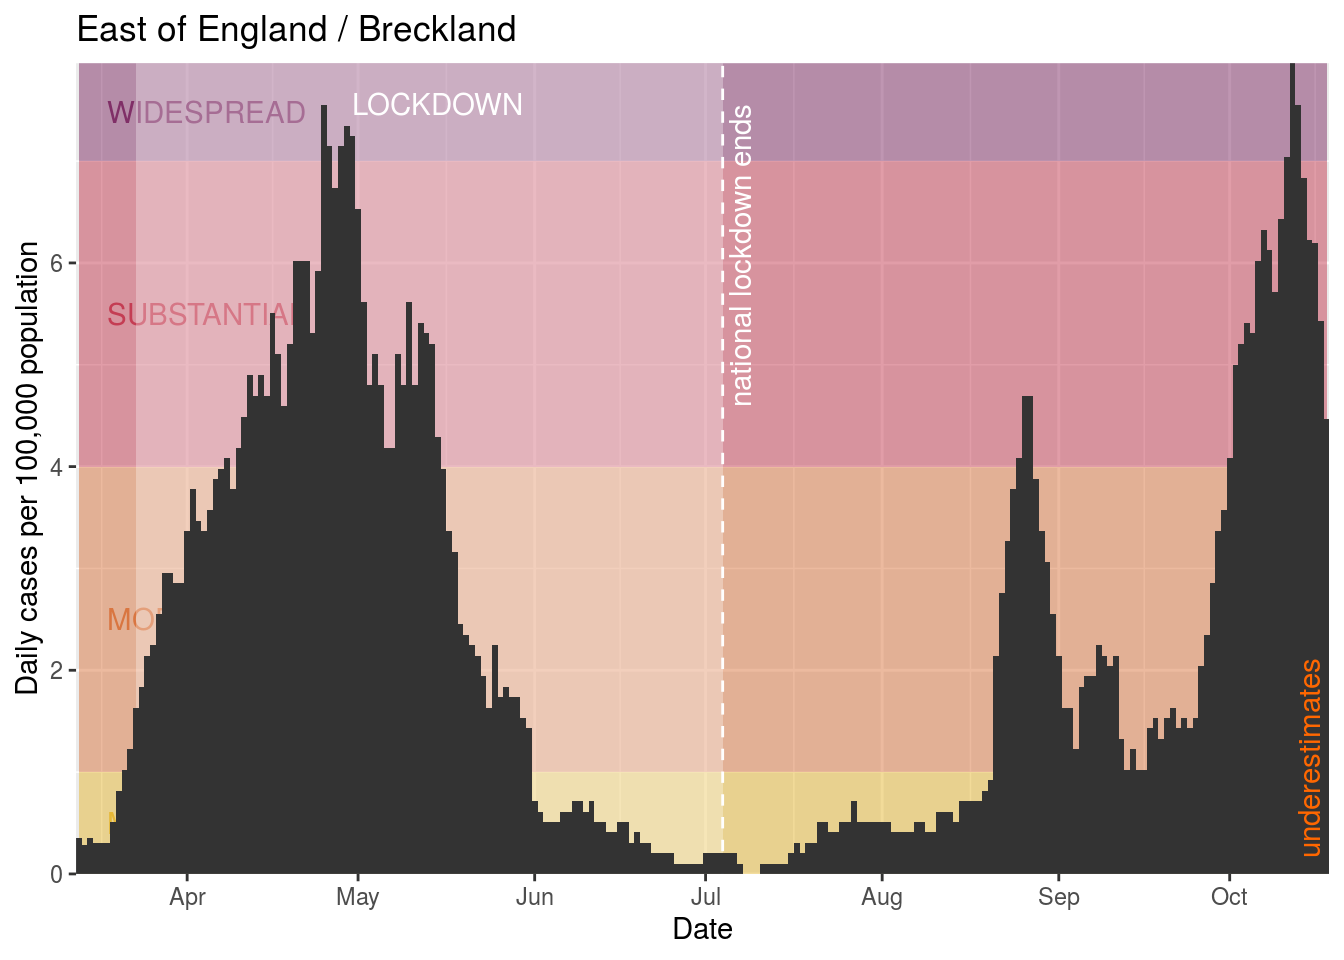 East of England / Breckland
WIDESPREAD
LOCKDOWN
SUBSTANTIAL
national lockdown ends
underestimates
Daily cases per 100,000 population
6
4
2
0
Apr
May
Jun
Jul
Aug
Sep
Oct
Date